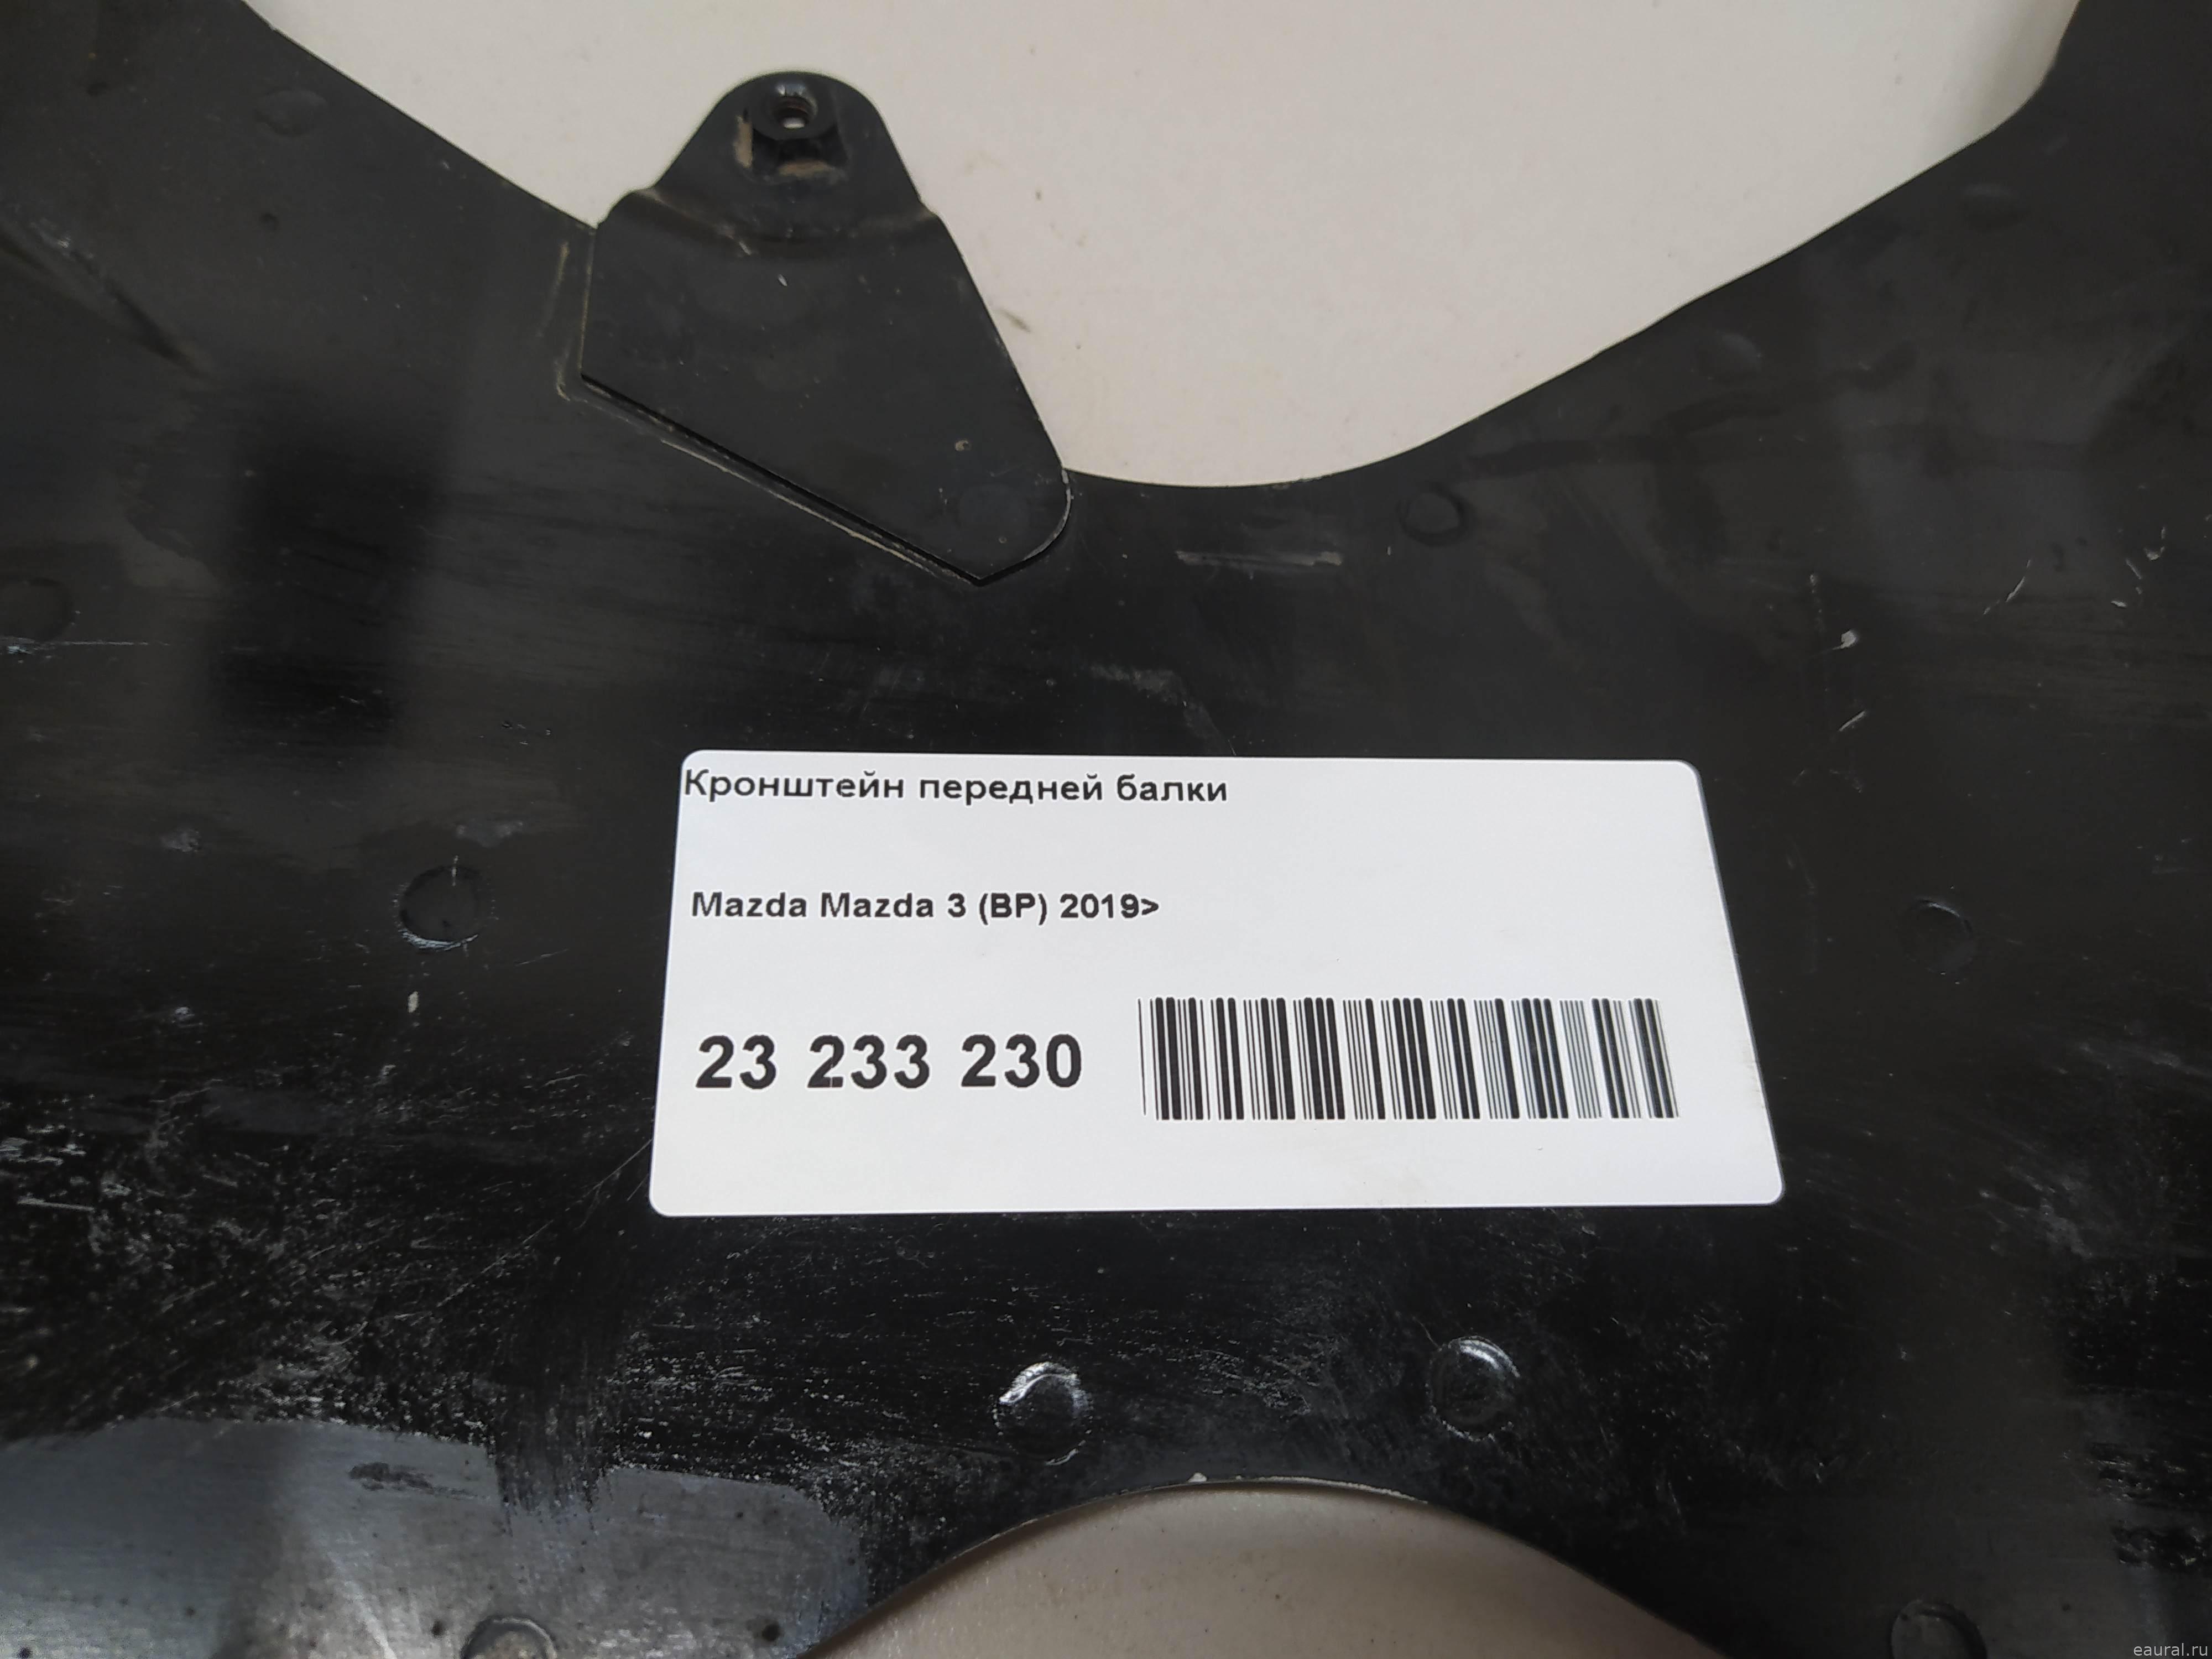 Кронштейн передней балки
Mazda Mazda 3 (BP) 2019>
23 233 230
eaural.ru